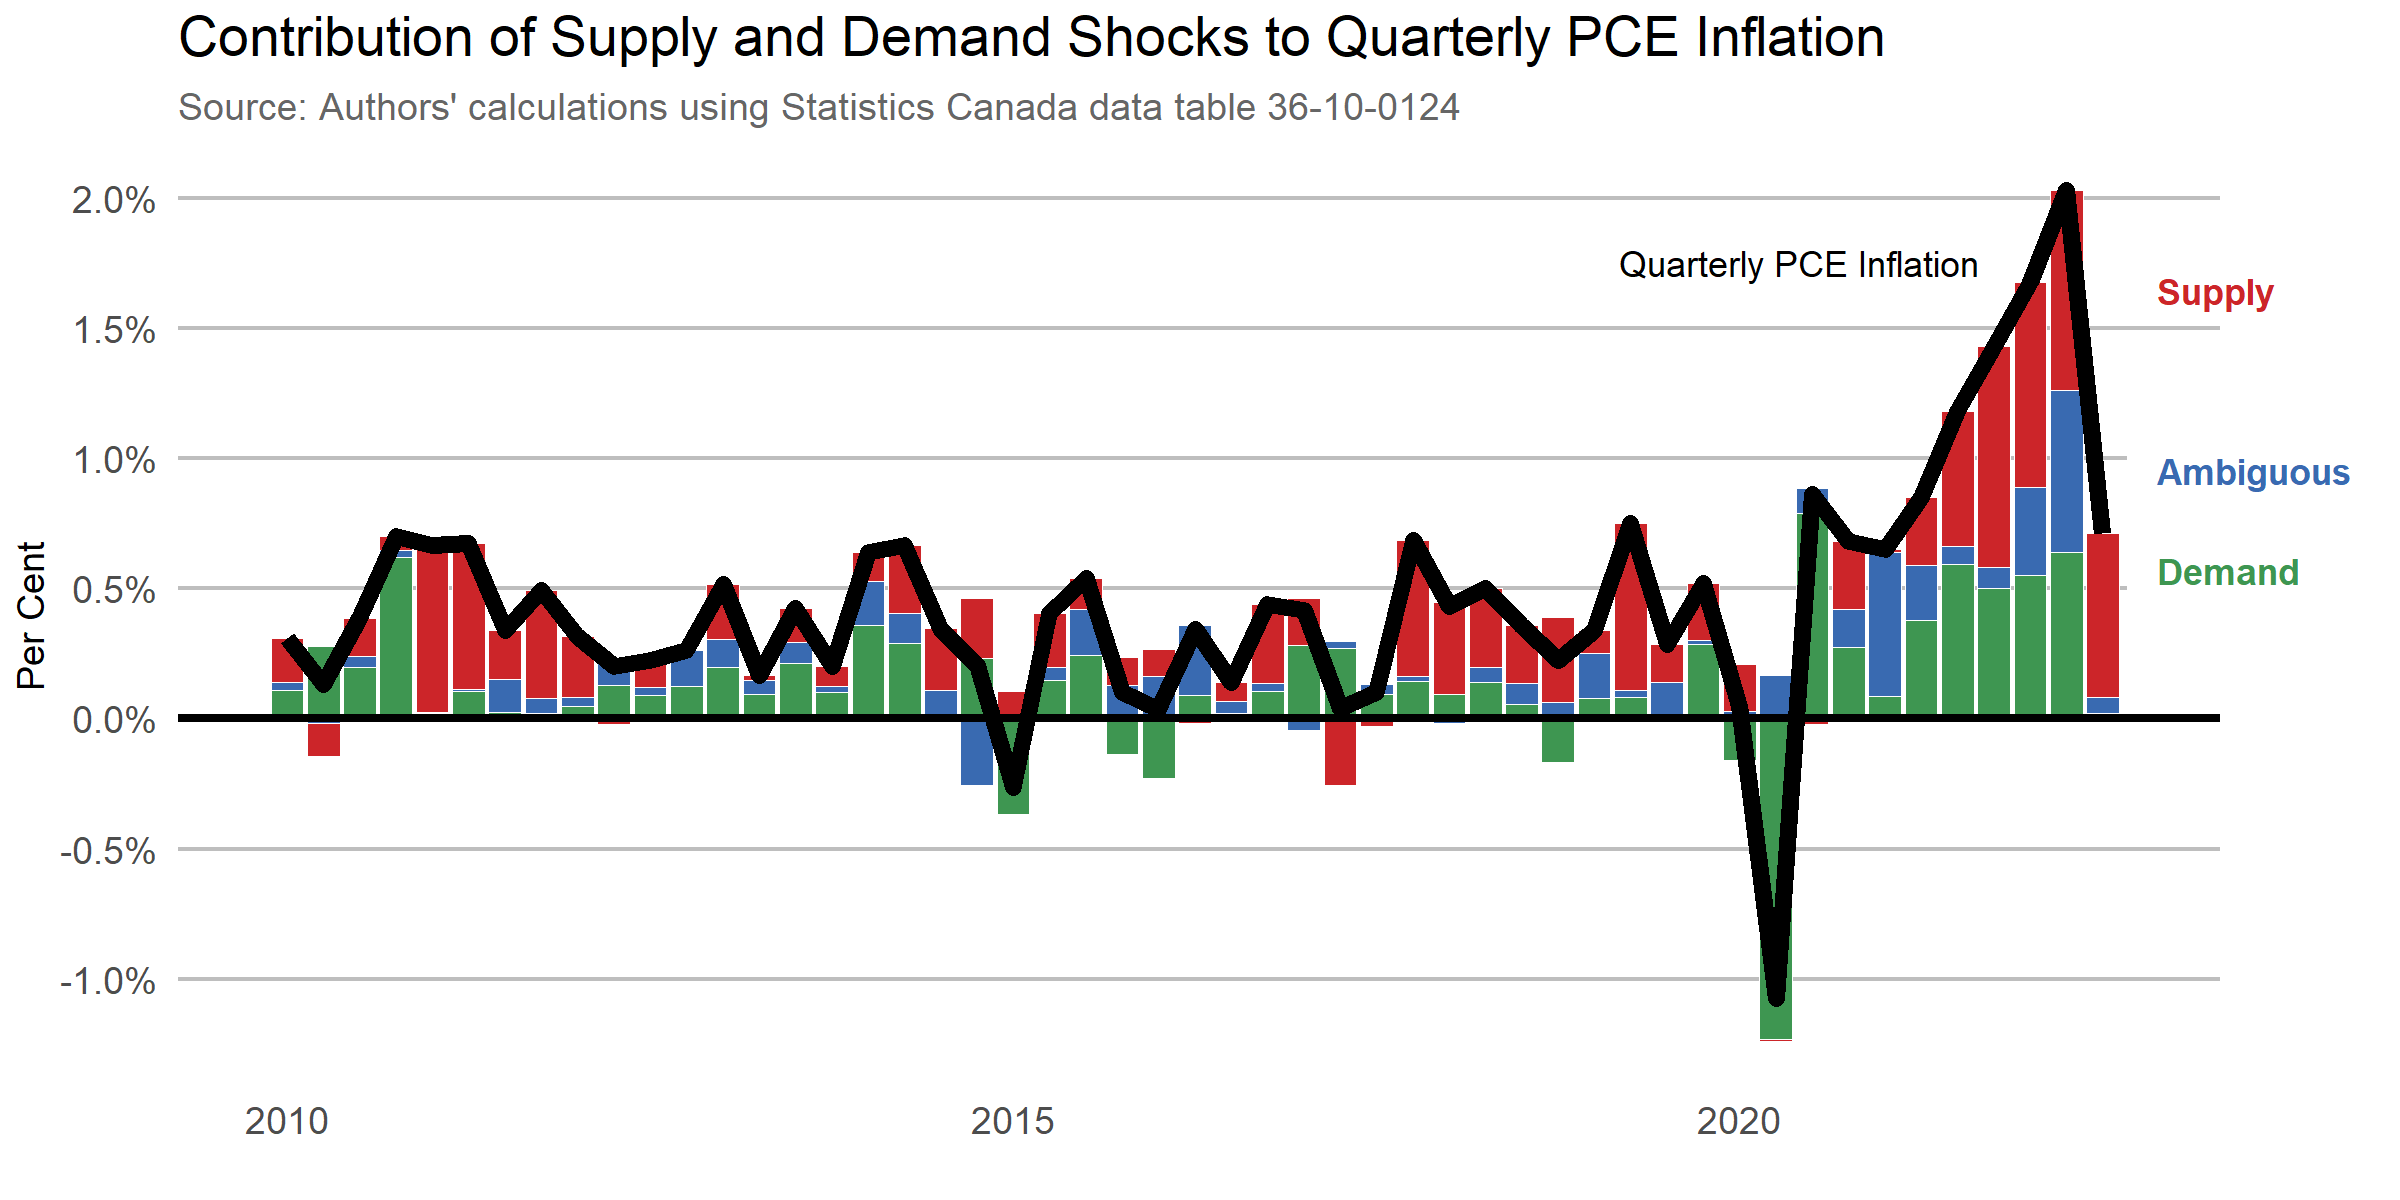 Contribution of Supply and Demand Shocks to Quarterly PCE Inflation
Source: Authors' calculations using Statistics Canada data table 36-10-0124
2.0%
Quarterly PCE Inflation
Supply
1.5%
1.0%
Ambiguous
0.5%
Demand
Per Cent
0.0%
-0.5%
-1.0%
2010
2015
2020